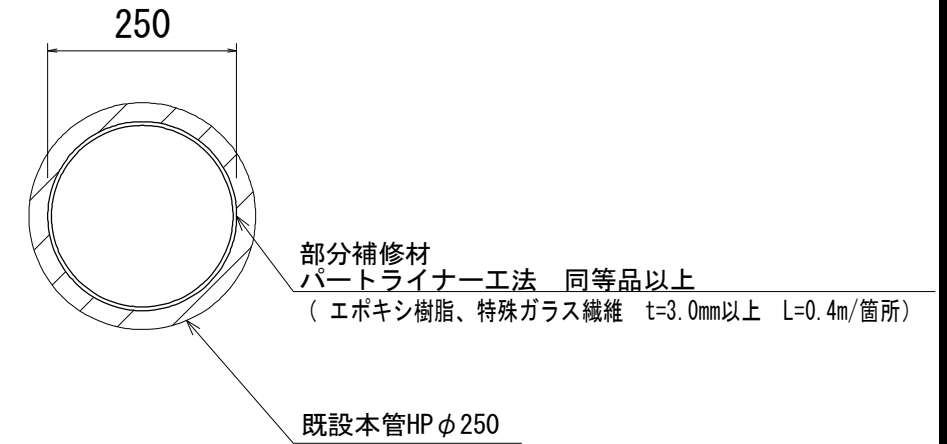 250
部分補修材
パートライナー工法　同等品以上
（ エポキシ樹脂、特殊ガラス繊維　t=3.0mm以上　L=0.4m/箇所）
既設本管HPφ250